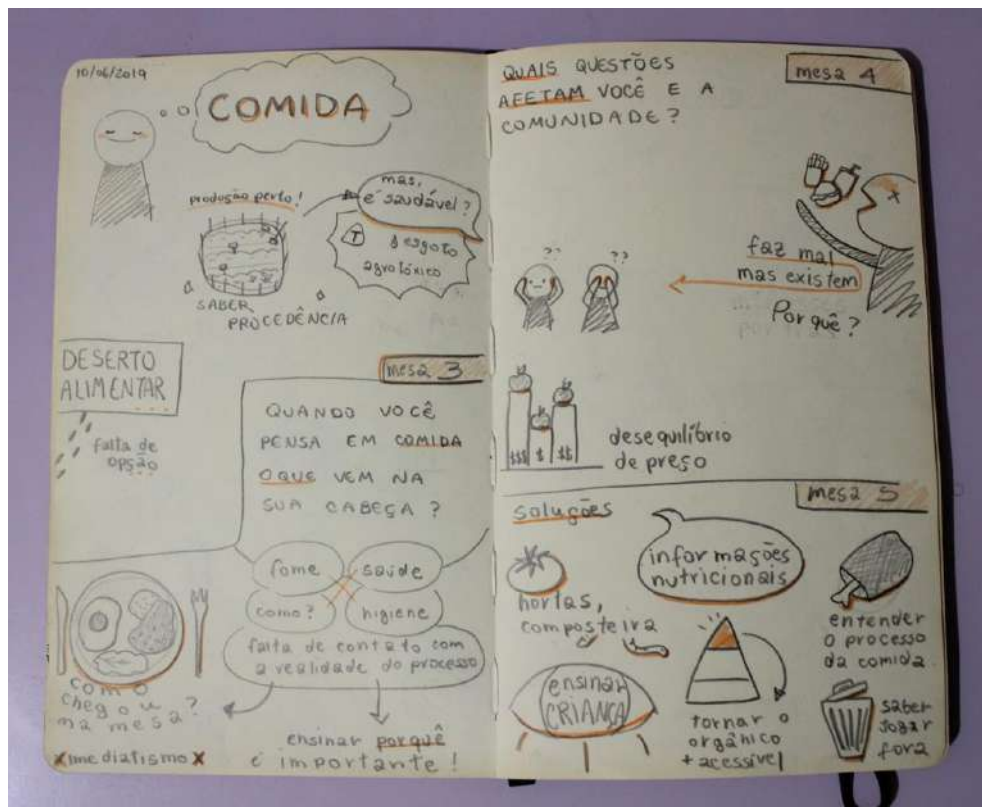 10/06/2019
COMIDA
produção perto!
mas,
é saudável?
T
esgoto
agrotóxico
SABER
PROCEDÊNCIA
DESERTO
ALIMENTAR
...
falta de
opção
mesa 3
QUANDO VOCÊ
PENSA EM COMIDA
O QUE VEM NA
SUA CABEÇA?
fome
saúde
como?
higiene
falta de contato com
a realidade do processo
como
chegou
na mesa?
X imediatismo X
ensinar porquê
é importante!
QUAIS QUESTÕES
AFETAM VOCÊ E A
COMUNIDADE?
mesa 4
??
??
faz mal
mas existem
Por quê?
$$$ $ $$
desequilíbrio
de preço
mesa 5
soluções
informações
nutricionais
hortas,
composteira
entender
o processo
da comida.
ensinar
CRIANÇA
tornar o
orgânico
+ acessível
saber
jogar
fora